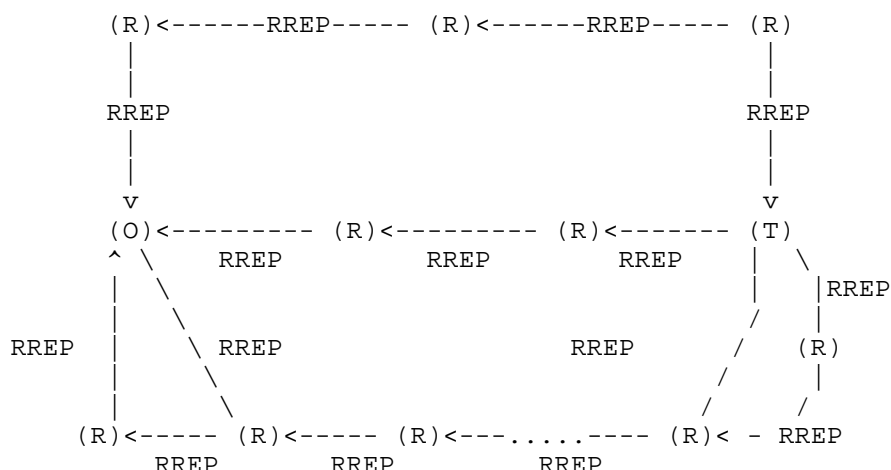 (R)<------RREP----- (R)<------RREP----- (R)
RREP RREP
v v
(O)<--------- (R)<--------- (R)<------- (T)
^ RREP RREP RREP
RREP
RREP RREP RREP (R)
(R)<----- (R)<----- (R)<---.....---- (R)< - RREP
RREP RREP RREP